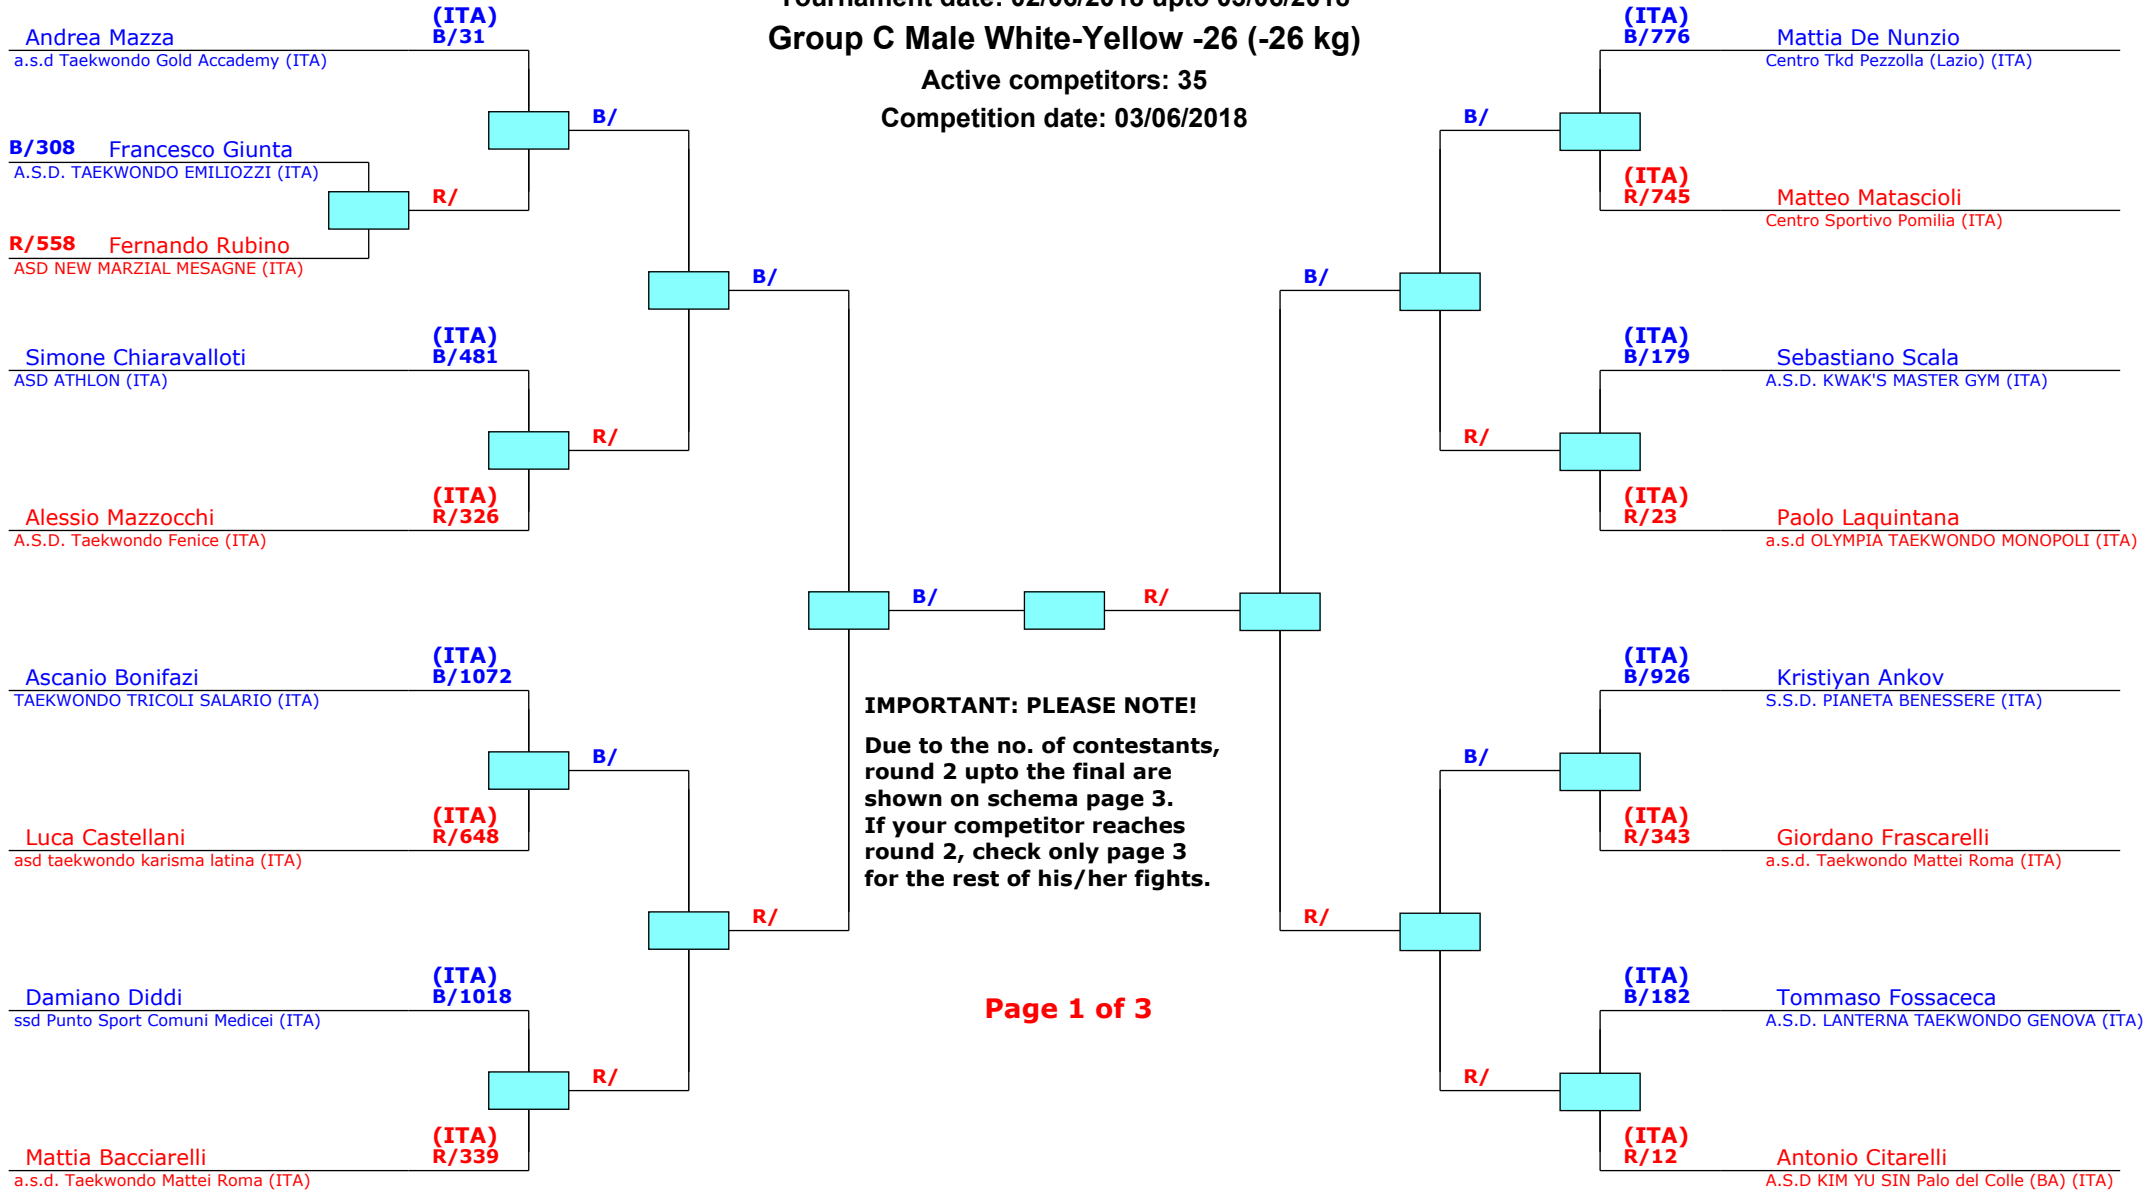 Tournament date: 02/06/2018 upto 03/06/2018
Group C Male White-Yellow -26 (-26 kg)
Active competitors: 35
Competition date: 03/06/2018
(ITA)
Andrea Mazza B/31
a.s.d Taekwondo Gold Accademy (ITA)
B/
B/308 Francesco Giunta
A.S.D. TAEKWONDO EMILIOZZI (ITA)
R/
R/558 Fernando Rubino
ASD NEW MARZIAL MESAGNE (ITA)
B/
(ITA)
Simone Chiaravalloti B/481
ASD ATHLON (ITA)
R/
(ITA)
Alessio Mazzocchi R/326
A.S.D. Taekwondo Fenice (ITA)
B/
(ITA)
Ascanio Bonifazi B/1072
TAEKWONDO TRICOLI SALARIO (ITA)
B/
(ITA)
Luca Castellani R/648
asd taekwondo karisma latina (ITA)
R/
(ITA)
Damiano Diddi B/1018
ssd Punto Sport Comuni Medicei (ITA)
R/
(ITA)
Mattia Bacciarelli R/339
a.s.d. Taekwondo Mattei Roma (ITA)
IMPORTANT: PLEASE NOTE!
Due to the no. of contestants,
round 2 upto the final are
shown on schema page 3.
If your competitor reaches
round 2, check only page 3
for the rest of his/her fights.
Page 1 of 3
(ITA)
B/776 Mattia De Nunzio
Centro Tkd Pezzolla (Lazio) (ITA)
B/
(ITA)
R/745 Matteo Matascioli
Centro Sportivo Pomilia (ITA)
B/
(ITA)
B/179 Sebastiano Scala
A.S.D. KWAK'S MASTER GYM (ITA)
R/
(ITA)
R/23 Paolo Laquintana
a.s.d OLYMPIA TAEKWONDO MONOPOLI (ITA)
R/
(ITA)
B/926 Kristiyan Ankov
S.S.D. PIANETA BENESSERE (ITA)
B/
(ITA)
R/343 Giordano Frascarelli
a.s.d. Taekwondo Mattei Roma (ITA)
R/
(ITA)
B/182 Tommaso Fossaceca
A.S.D. LANTERNA TAEKWONDO GENOVA (ITA)
R/
(ITA)
R/12 Antonio Citarelli
A.S.D KIM YU SIN Palo del Colle (BA) (ITA)